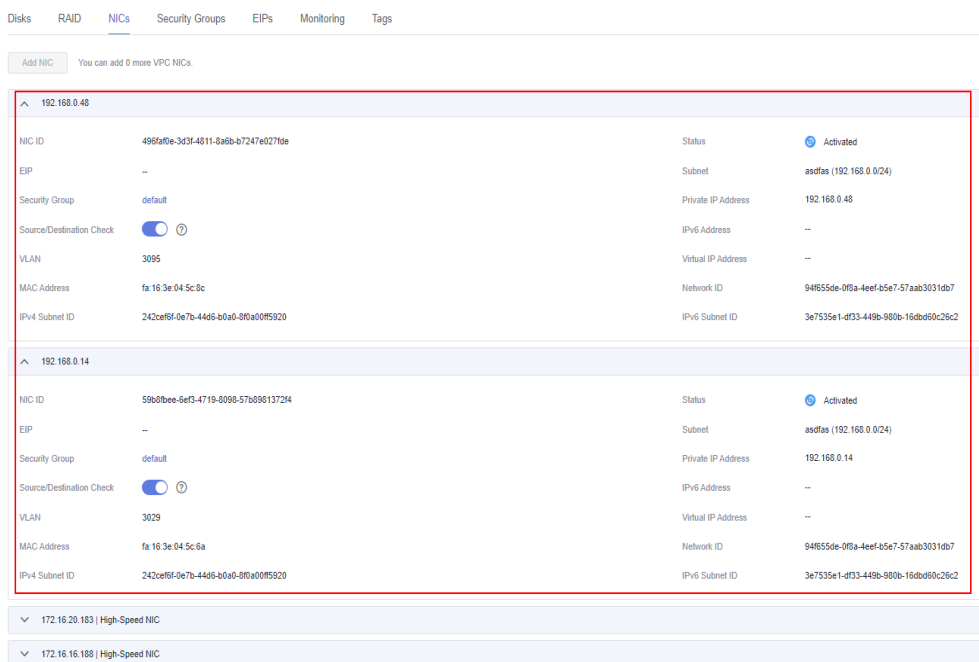 Disks RAID NICs Security Groups EIPs Monitoring Tags
Add NIC You can add 0 more VPC NICs.
192.168.0.48
NIC ID 496faf0e-3d3f-4811-8a6b-b7247e027fde Status Activated
EIP -- Subnet asdfas (192.168.0.0/24)
Security Group default Private IP Address 192.168.0.48
Source/Destination Check IPv6 Address --
VLAN 3095 Virtual IP Address --
MAC Address fa:16:3e:04:5c:8c Network ID 94f655de-0f8a-4eef-b5e7-57aab3031db7
IPv4 Subnet ID 242cef6f-0e7b-44d6-b0a0-8f0a00ff5920 IPv6 Subnet ID 3e7535e1-df33-449b-980b-16dbd60c26c2
192.168.0.14
NIC ID 59b8fbee-6ef3-4719-8098-57b8981372f4 Status Activated
EIP -- Subnet asdfas (192.168.0.0/24)
Security Group default Private IP Address 192.168.0.14
Source/Destination Check IPv6 Address --
VLAN 3029 Virtual IP Address --
MAC Address fa:16:3e:04:5c:6a Network ID 94f655de-0f8a-4eef-b5e7-57aab3031db7
IPv4 Subnet ID 242cef6f-0e7b-44d6-b0a0-8f0a00ff5920 IPv6 Subnet ID 3e7535e1-df33-449b-980b-16dbd60c26c2
172.16.20.183 | High-Speed NIC
172.16.16.188 | High-Speed NIC